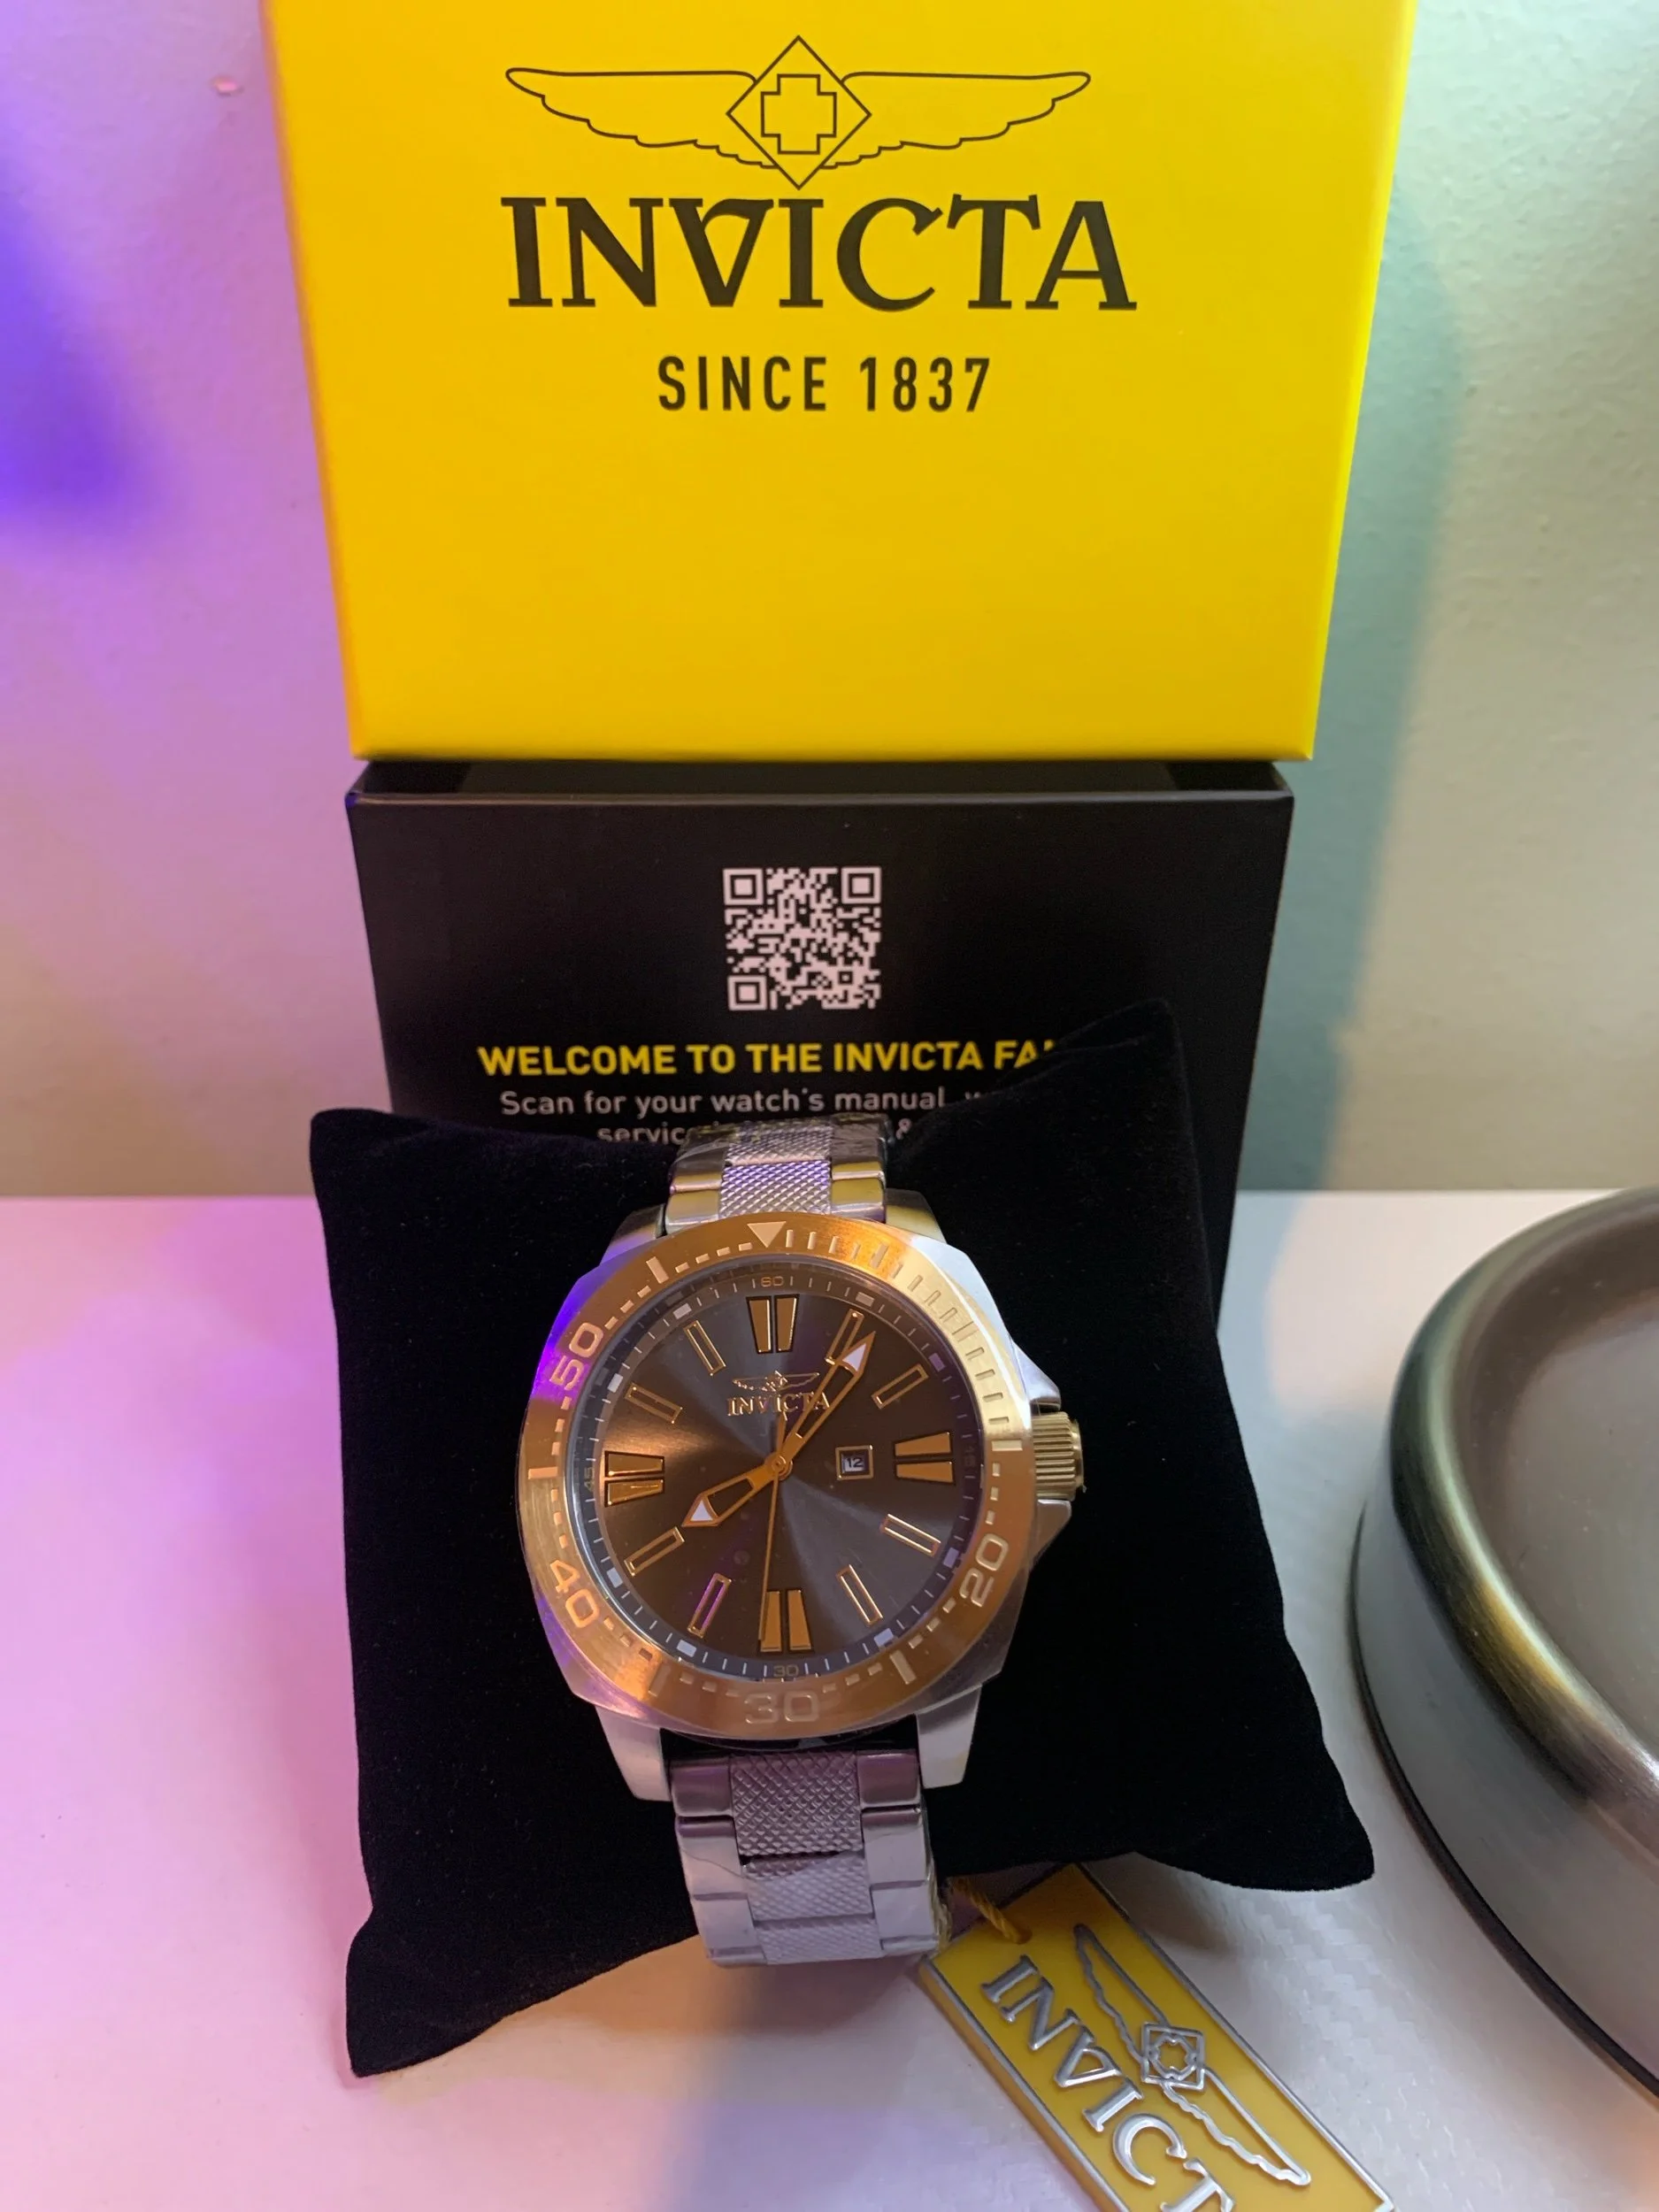 INVICTA
SINCE 1837
WELCOME TO THE INVICTA
Scan for your watch's manual,
&
60
INVICTA
12
30
50
40
30
20
INVICT